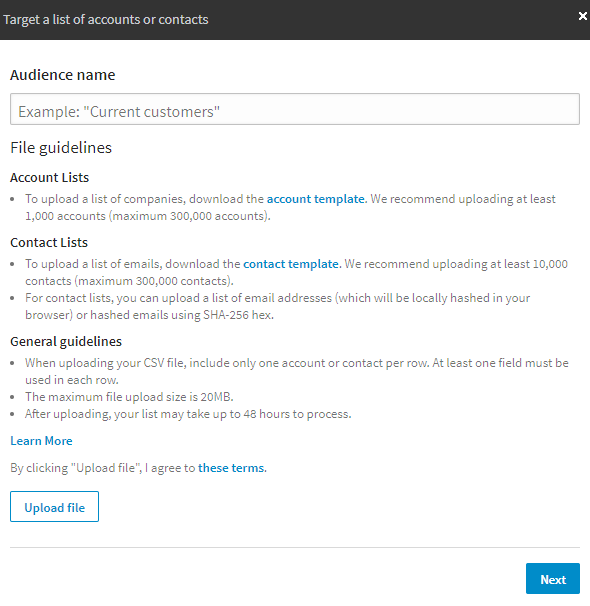 Target a list of accounts or contacts
×
Audience name
Example: "Current customers"
File guidelines
Account Lists
• To upload a list of companies, download the account template. We recommend uploading at least
1,000 accounts (maximum 300,000 accounts).
Contact Lists
• To upload a list of emails, download the contact template. We recommend uploading at least 10,000
contacts (maximum 300,000 contacts).
• For contact lists, you can upload a list of email addresses (which will be locally hashed in your
browser) or hashed emails using SHA-256 hex.
General guidelines
• When uploading your CSV file, include only one account or contact per row. At least one field must be
used in each row.
• The maximum file upload size is 20MB.
• After uploading, your list may take up to 48 hours to process.
Learn More
By clicking "Upload file", I agree to these terms.
Upload file
Next